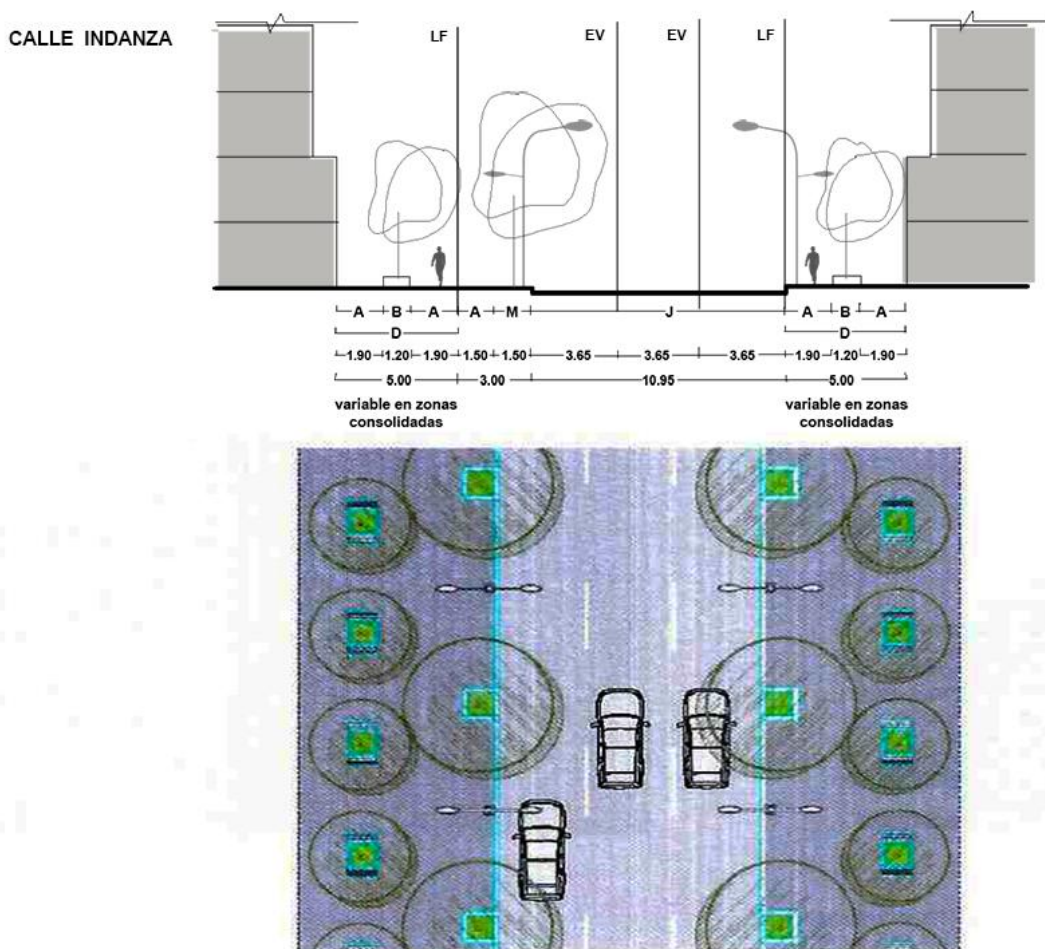 CALLE INDANZA
LF EV EV LF
A B A A M J A B A
D D
1.90 1.20 1.90 1.50 1.50 3.65 3.65 3.65 1.90 1.20 1.90
5.00 3.00 10.95 5.00
variable en zonas consolidadas
variable en zonas consolidadas